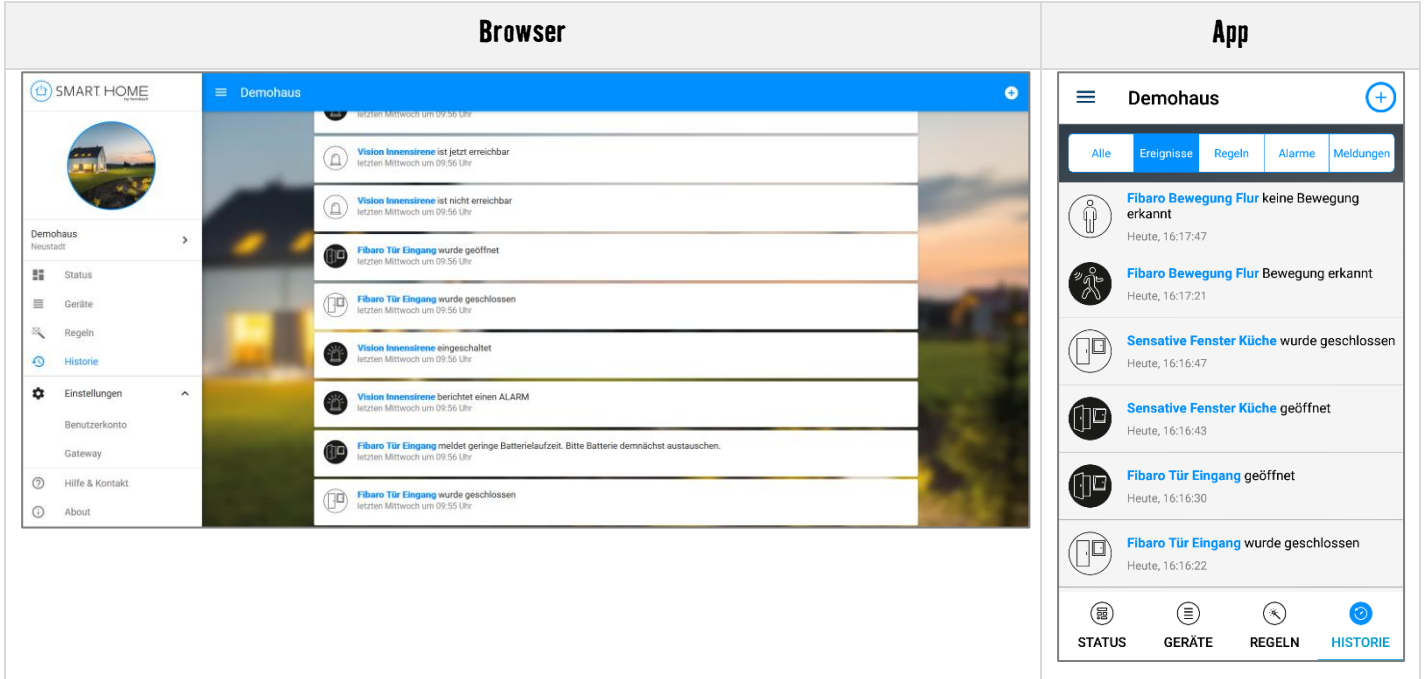 Browser
App
SMART HOME
by hornbach
Demohaus
Neustadt
Status
Geräte
Regeln
Historie
Einstellungen
Benutzerkonto
Gateway
Hilfe & Kontakt
About
Demohaus
letzten Mittwoch um 09:56 Uhr
Vision Innensirene ist jetzt erreichbar
letzten Mittwoch um 09:56 Uhr
Vision Innensirene ist nicht erreichbar
letzten Mittwoch um 09:56 Uhr
Fibaro Tür Eingang wurde geöffnet
letzten Mittwoch um 09:56 Uhr
Fibaro Tür Eingang wurde geschlossen
letzten Mittwoch um 09:56 Uhr
Vision Innensirene eingeschaltet
letzten Mittwoch um 09:56 Uhr
Vision Innensirene berichtet einen ALARM
letzten Mittwoch um 09:56 Uhr
Fibaro Tür Eingang meldet geringe Batterielaufzeit. Bitte Batterie demnächst austauschen.
letzten Mittwoch um 09:56 Uhr
Fibaro Tür Eingang wurde geschlossen
letzten Mittwoch um 09:55 Uhr
Demohaus
Alle Ereignisse Regeln Alarme Meldungen
Fibaro Bewegung Flur keine Bewegung
erkannt
Heute, 16:17:47
Fibaro Bewegung Flur Bewegung erkannt
Heute, 16:17:21
Sensative Fenster Küche wurde geschlossen
Heute, 16:16:47
Sensative Fenster Küche geöffnet
Heute, 16:16:43
Fibaro Tür Eingang geöffnet
Heute, 16:16:30
Fibaro Tür Eingang wurde geschlossen
Heute, 16:16:22
STATUS GERÄTE REGELN HISTORIE